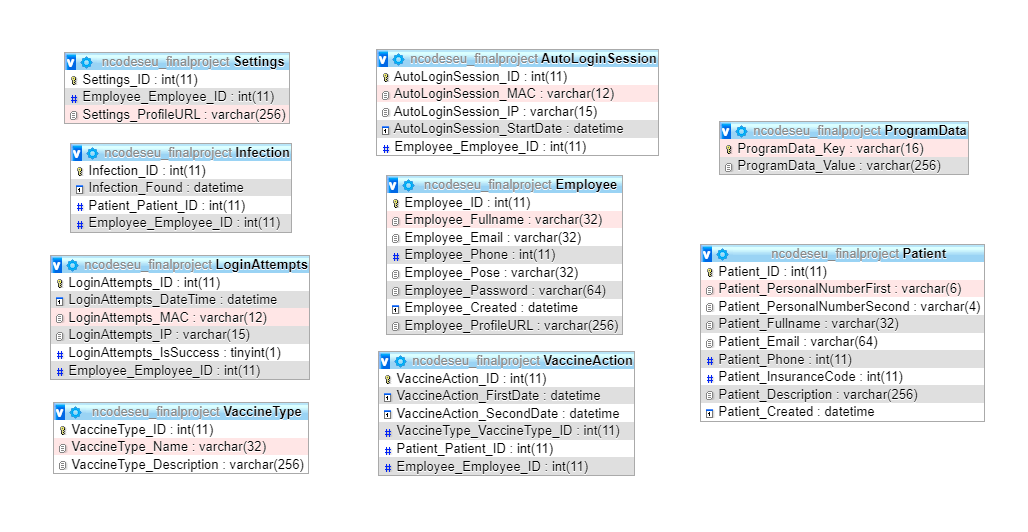 v ncodeseu_finalproject Settings
Settings_ID : int(11)
Employee_Employee_ID : int(11)
Settings_ProfileURL : varchar(256)
v ncodeseu_finalproject Infection
Infection_ID : int(11)
Infection_Found : datetime
Patient_Patient_ID : int(11)
Employee_Employee_ID : int(11)
v ncodeseu_finalproject LoginAttempts
LoginAttempts_ID : int(11)
LoginAttempts_DateTime : datetime
LoginAttempts_MAC : varchar(12)
LoginAttempts_IP : varchar(15)
LoginAttempts_IsSuccess : tinyint(1)
Employee_Employee_ID : int(11)
v ncodeseu_finalproject VaccineType
VaccineType_ID : int(11)
VaccineType_Name : varchar(32)
VaccineType_Description : varchar(256)
v ncodeseu_finalproject AutoLoginSession
AutoLoginSession_ID : int(11)
AutoLoginSession_MAC : varchar(12)
AutoLoginSession_IP : varchar(15)
AutoLoginSession_StartDate : datetime
Employee_Employee_ID : int(11)
v ncodeseu_finalproject Employee
Employee_ID : int(11)
Employee_Fullname : varchar(32)
Employee_Email : varchar(32)
Employee_Phone : int(11)
Employee_Pose : varchar(32)
Employee_Password : varchar(64)
Employee_Created : datetime
Employee_ProfileURL : varchar(256)
v ncodeseu_finalproject VaccineAction
VaccineAction_ID : int(11)
VaccineAction_FirstDate : datetime
VaccineAction_SecondDate : datetime
VaccineType_VaccineType_ID : int(11)
Patient_Patient_ID : int(11)
Employee_Employee_ID : int(11)
v ncodeseu_finalproject ProgramData
ProgramData_Key : varchar(16)
ProgramData_Value : varchar(256)
v ncodeseu_finalproject Patient
Patient_ID : int(11)
Patient_PersonalNumberFirst : varchar(6)
Patient_PersonalNumberSecond : varchar(4)
Patient_Fullname : varchar(32)
Patient_Email : varchar(64)
Patient_Phone : int(11)
Patient_InsuranceCode : int(11)
Patient_Description : varchar(256)
Patient_Created : datetime